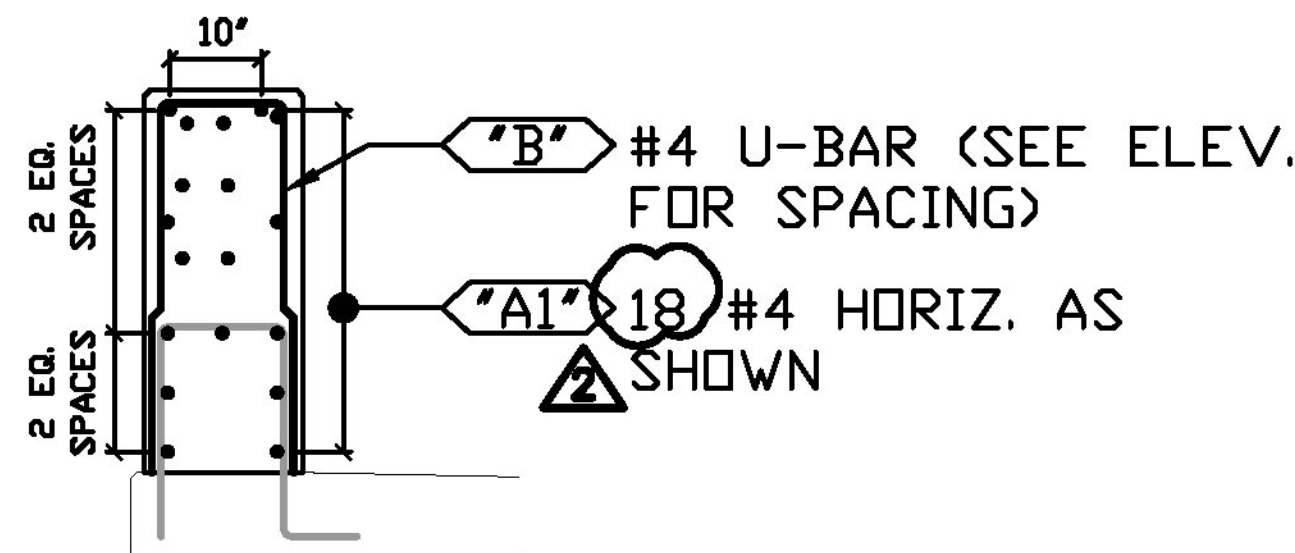 10"
2 EQ.
SPACES
"B" #4 U-BAR (SEE ELEV.
FOR SPACING)
"A1" 18 #4 HORIZ. AS
SHOWN
2
2 EQ.
SPACES